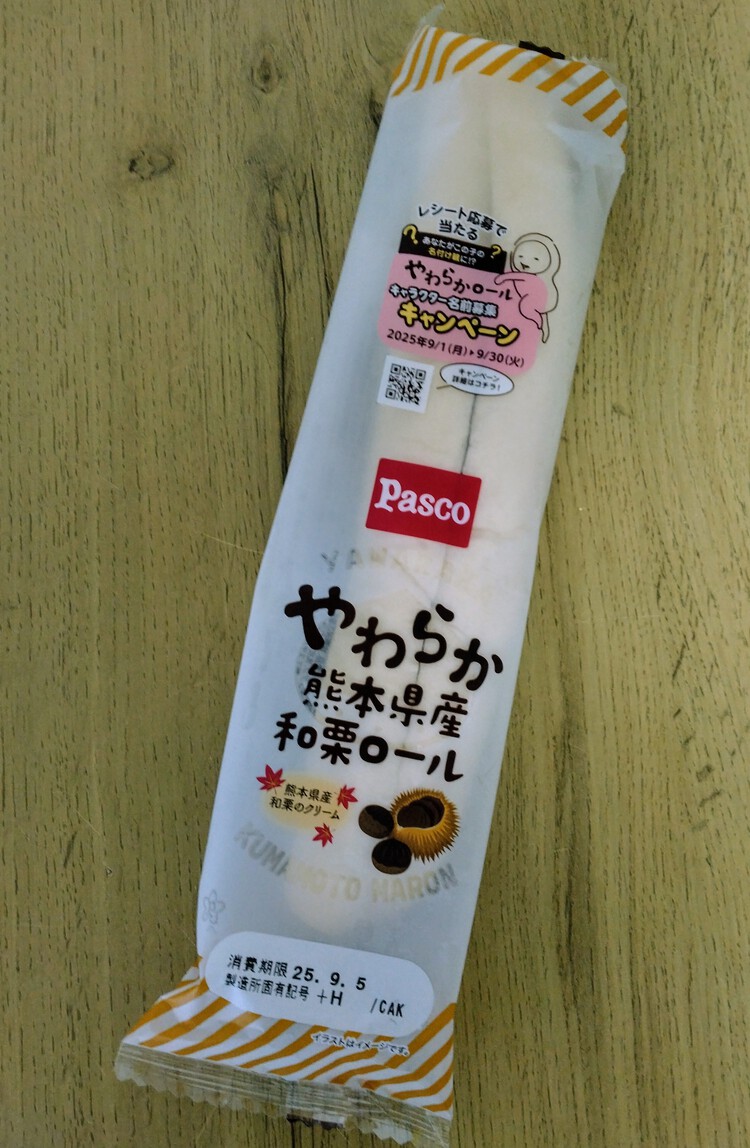 レシート応募で
当たる
?
あなたがこの子の
名付け親に!?
?
やわらかロール
キャラクター名前募集
キャンペーン
2025年9/1(月)▶9/30(火)
キャンペーン
詳細はコチラ!
Pasco
やわらか
熊本県産
和栗ロール
熊本県産
和栗のクリーム
KUMAMOTO MARON
消費期限 25. 9. 5
製造所固有記号 +H /CAK
イラストはイメージです。